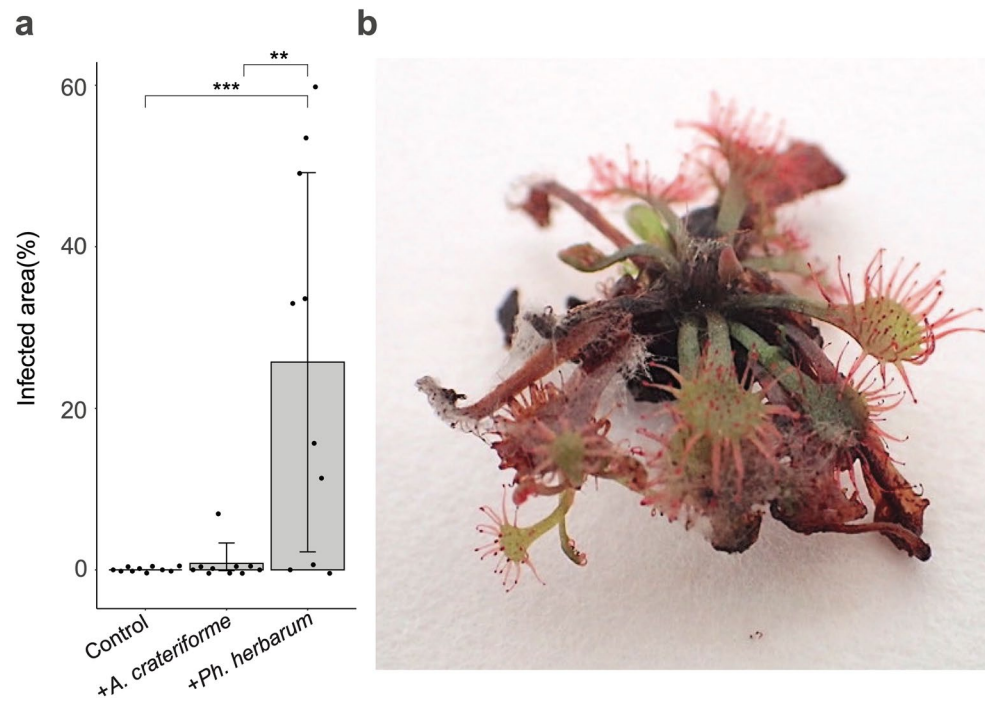 a
b
**
***
60
40
20
0
Infected area(%)
Control
+A. crateriforme
+Ph. herbarum